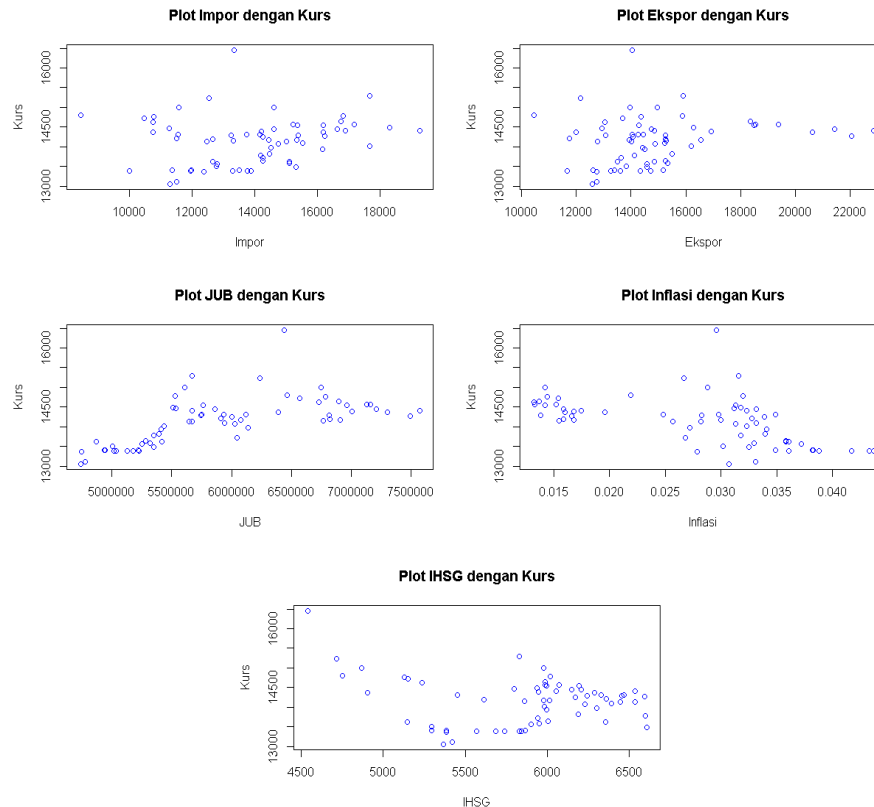 Plot Impor dengan Kurs
Kurs
13000 14500 16000
10000 12000 14000 16000 18000
Impor
Plot Ekspor dengan Kurs
Kurs
13000 14500 16000
10000 12000 14000 16000 18000 20000 22000
Ekspor
Plot JUB dengan Kurs
Kurs
13000 14500 16000
5000000 5500000 6000000 6500000 7000000 7500000
JUB
Plot Inflasi dengan Kurs
Kurs
13000 14500 16000
0.015 0.020 0.025 0.030 0.035 0.040
Inflasi
Plot IHSG dengan Kurs
Kurs
13000 14500 16000
4500 5000 5500 6000 6500
IHSG